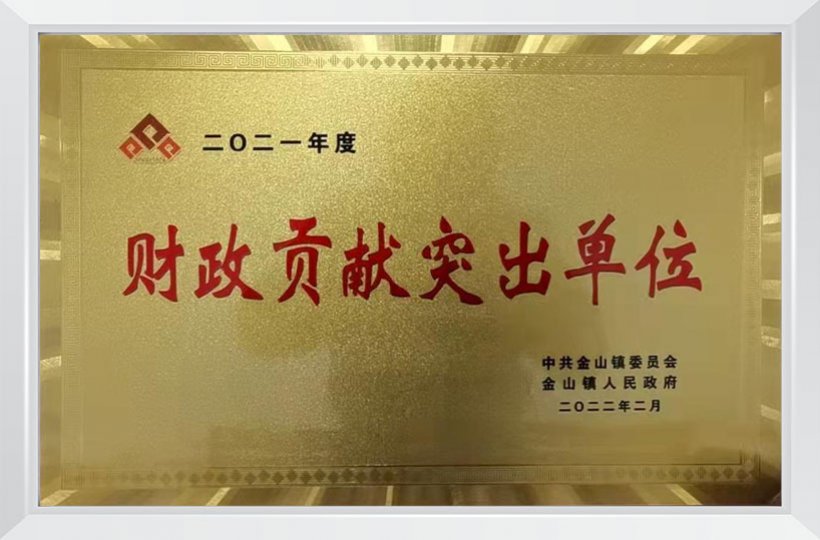 二〇二一年度
财政贡献突出单位
中共金山镇委员会
金山镇人民政府
二〇二二年二月